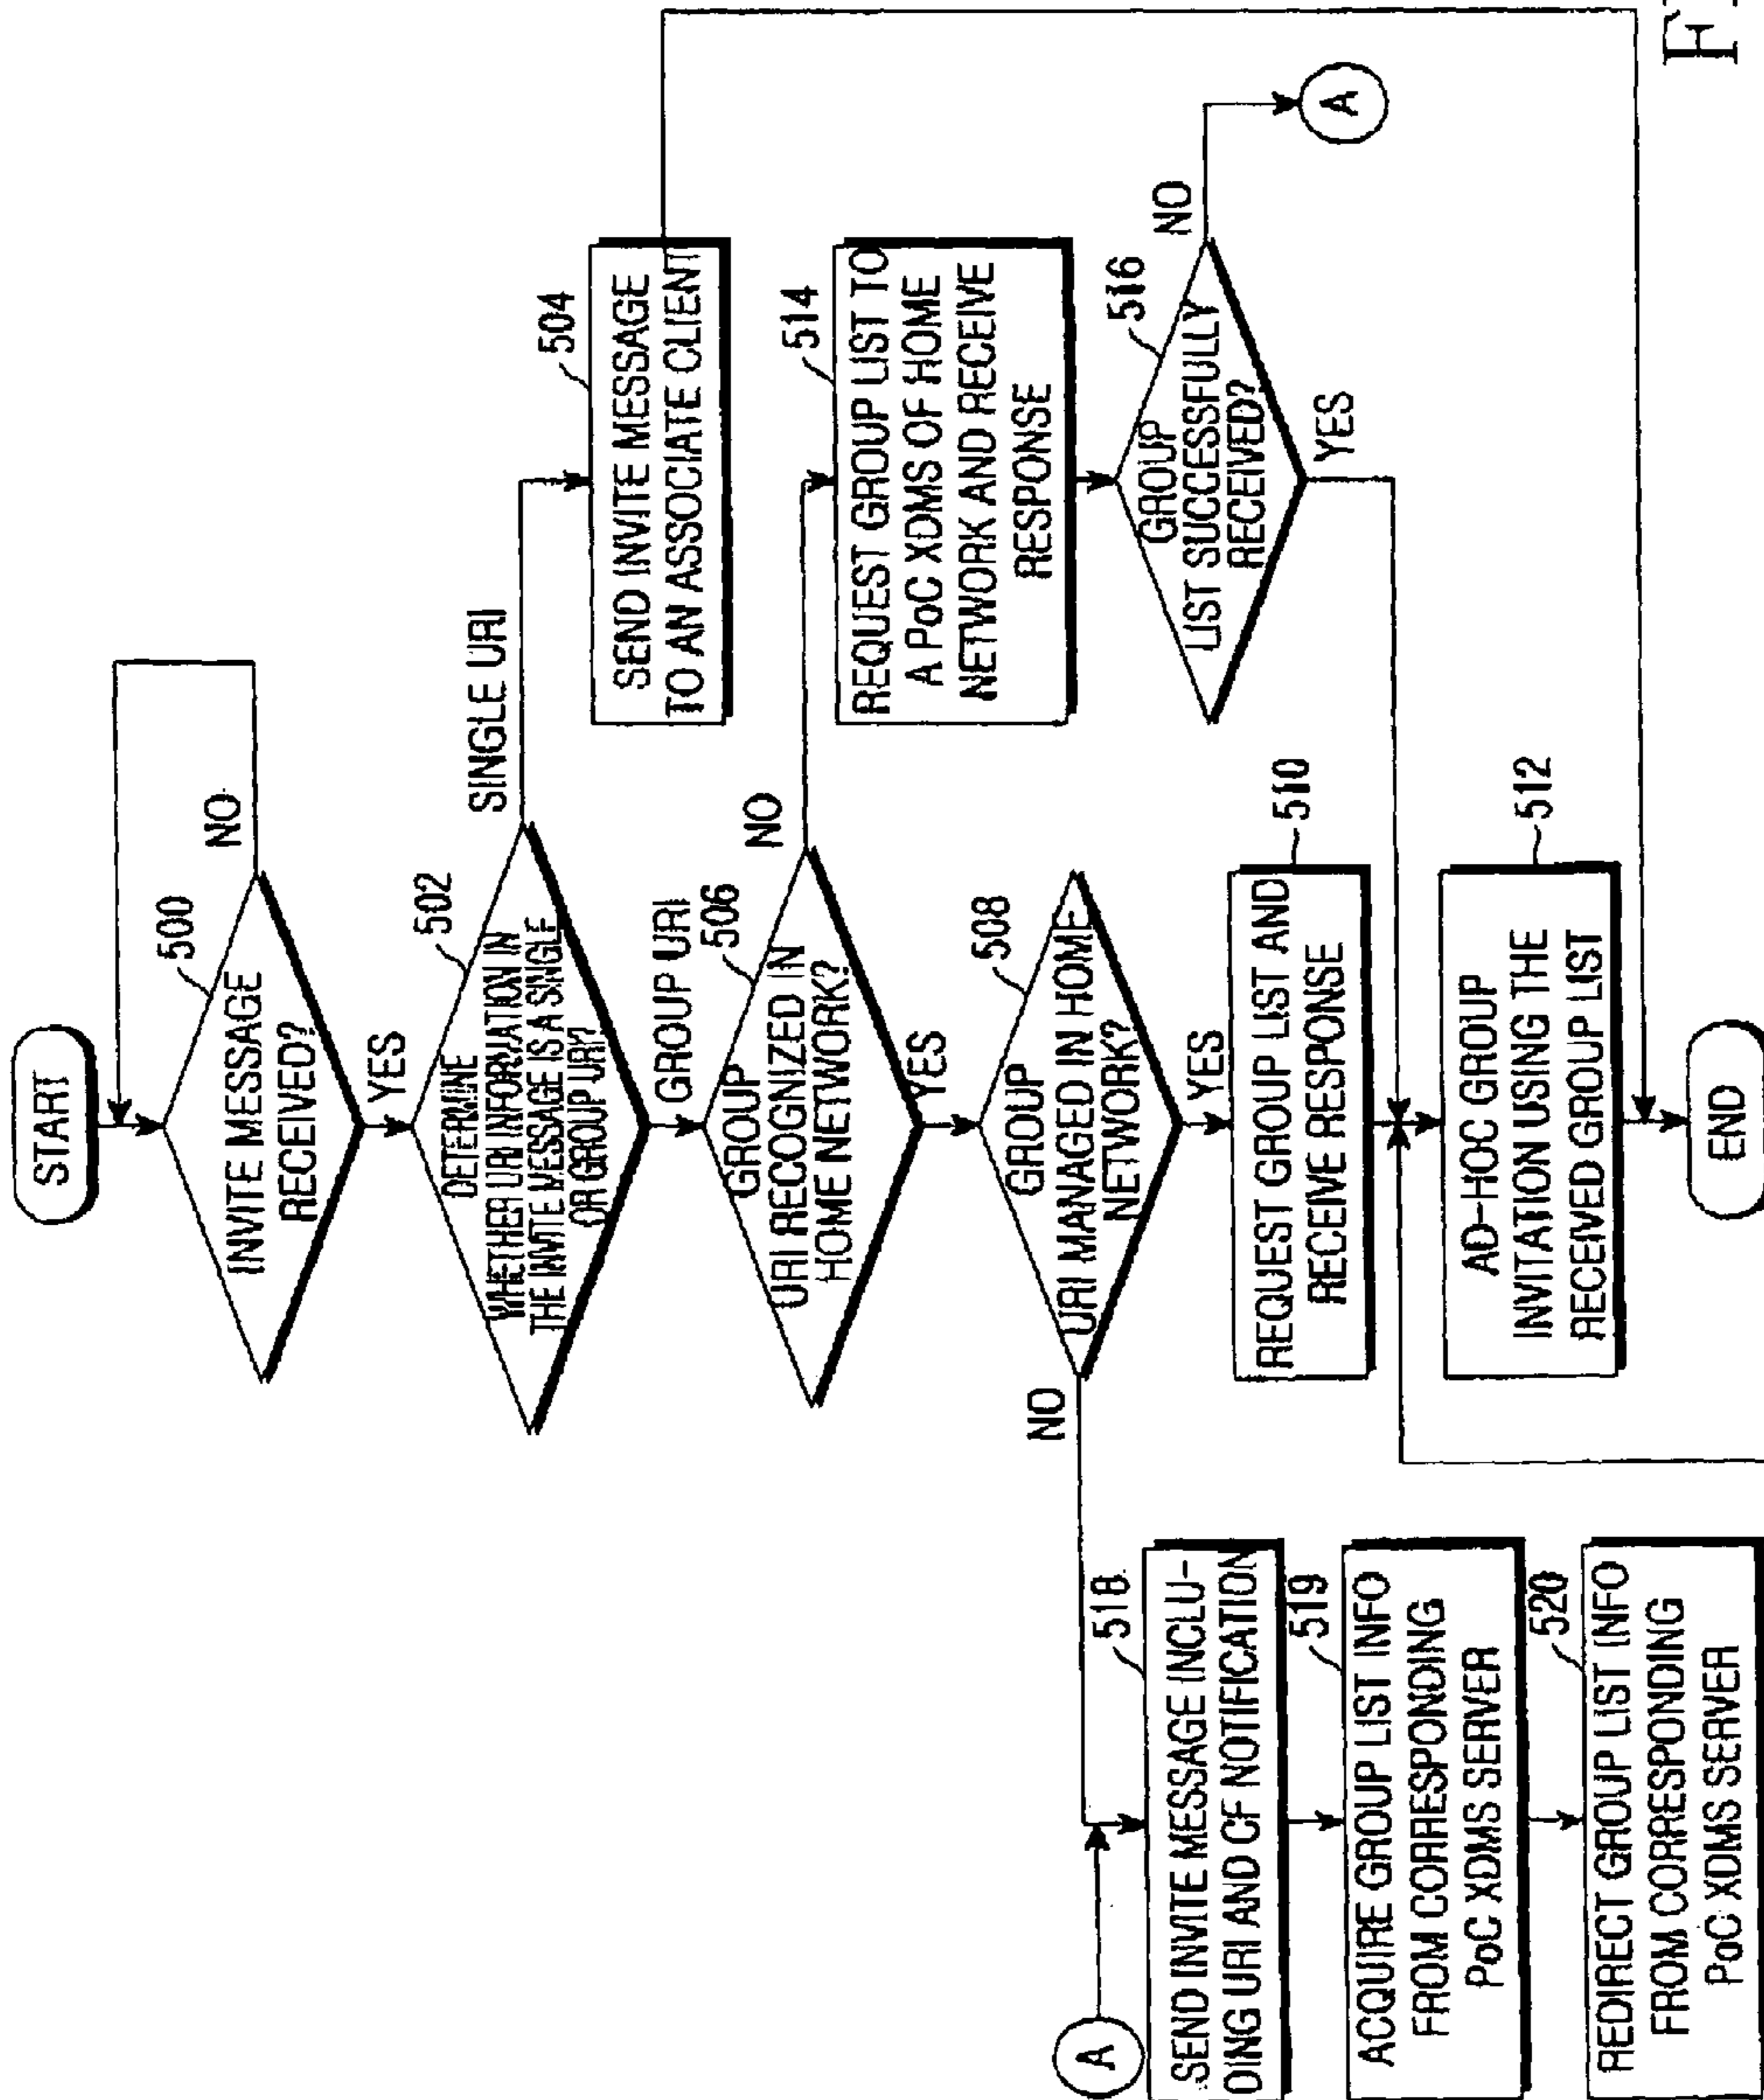 START
INVITE MESSAGE
RECEIVED?
500
NO
YES
DETERMINE
WHETHER URI INFORMATION IN
THE INVITE MESSAGE IS A SINGLE
OR GROUP URI?
502
SINGLE URI
GROUP URI
SEND INVITE MESSAGE
TO AN ASSOCIATE CLIENT
504
GROUP
URI RECOGNIZED IN
HOME NETWORK?
506
NO
YES
REQUEST GROUP LIST TO
A PoC XDMS OF HOME
NETWORK AND RECEIVE
RESPONSE
514
GROUP
LIST SUCCESSFULLY
RECEIVED?
516
NO
YES
A
GROUP
URI MANAGED IN HOME
NETWORK?
508
NO
YES
REQUEST GROUP LIST AND
RECEIVE RESPONSE
510
AD-HOC GROUP
INVITATION USING THE
RECEIVED GROUP LIST
512
END
A
SEND INVITE MESSAGE INCLU-
DING URI AND CF NOTIFICATION
518
ACQUIRE GROUP LIST INFO
FROM CORRESPONDING
PoC XDMS SERVER
519
REDIRECT GROUP LIST INFO
FROM CORRESPONDING
PoC XDMS SERVER
520